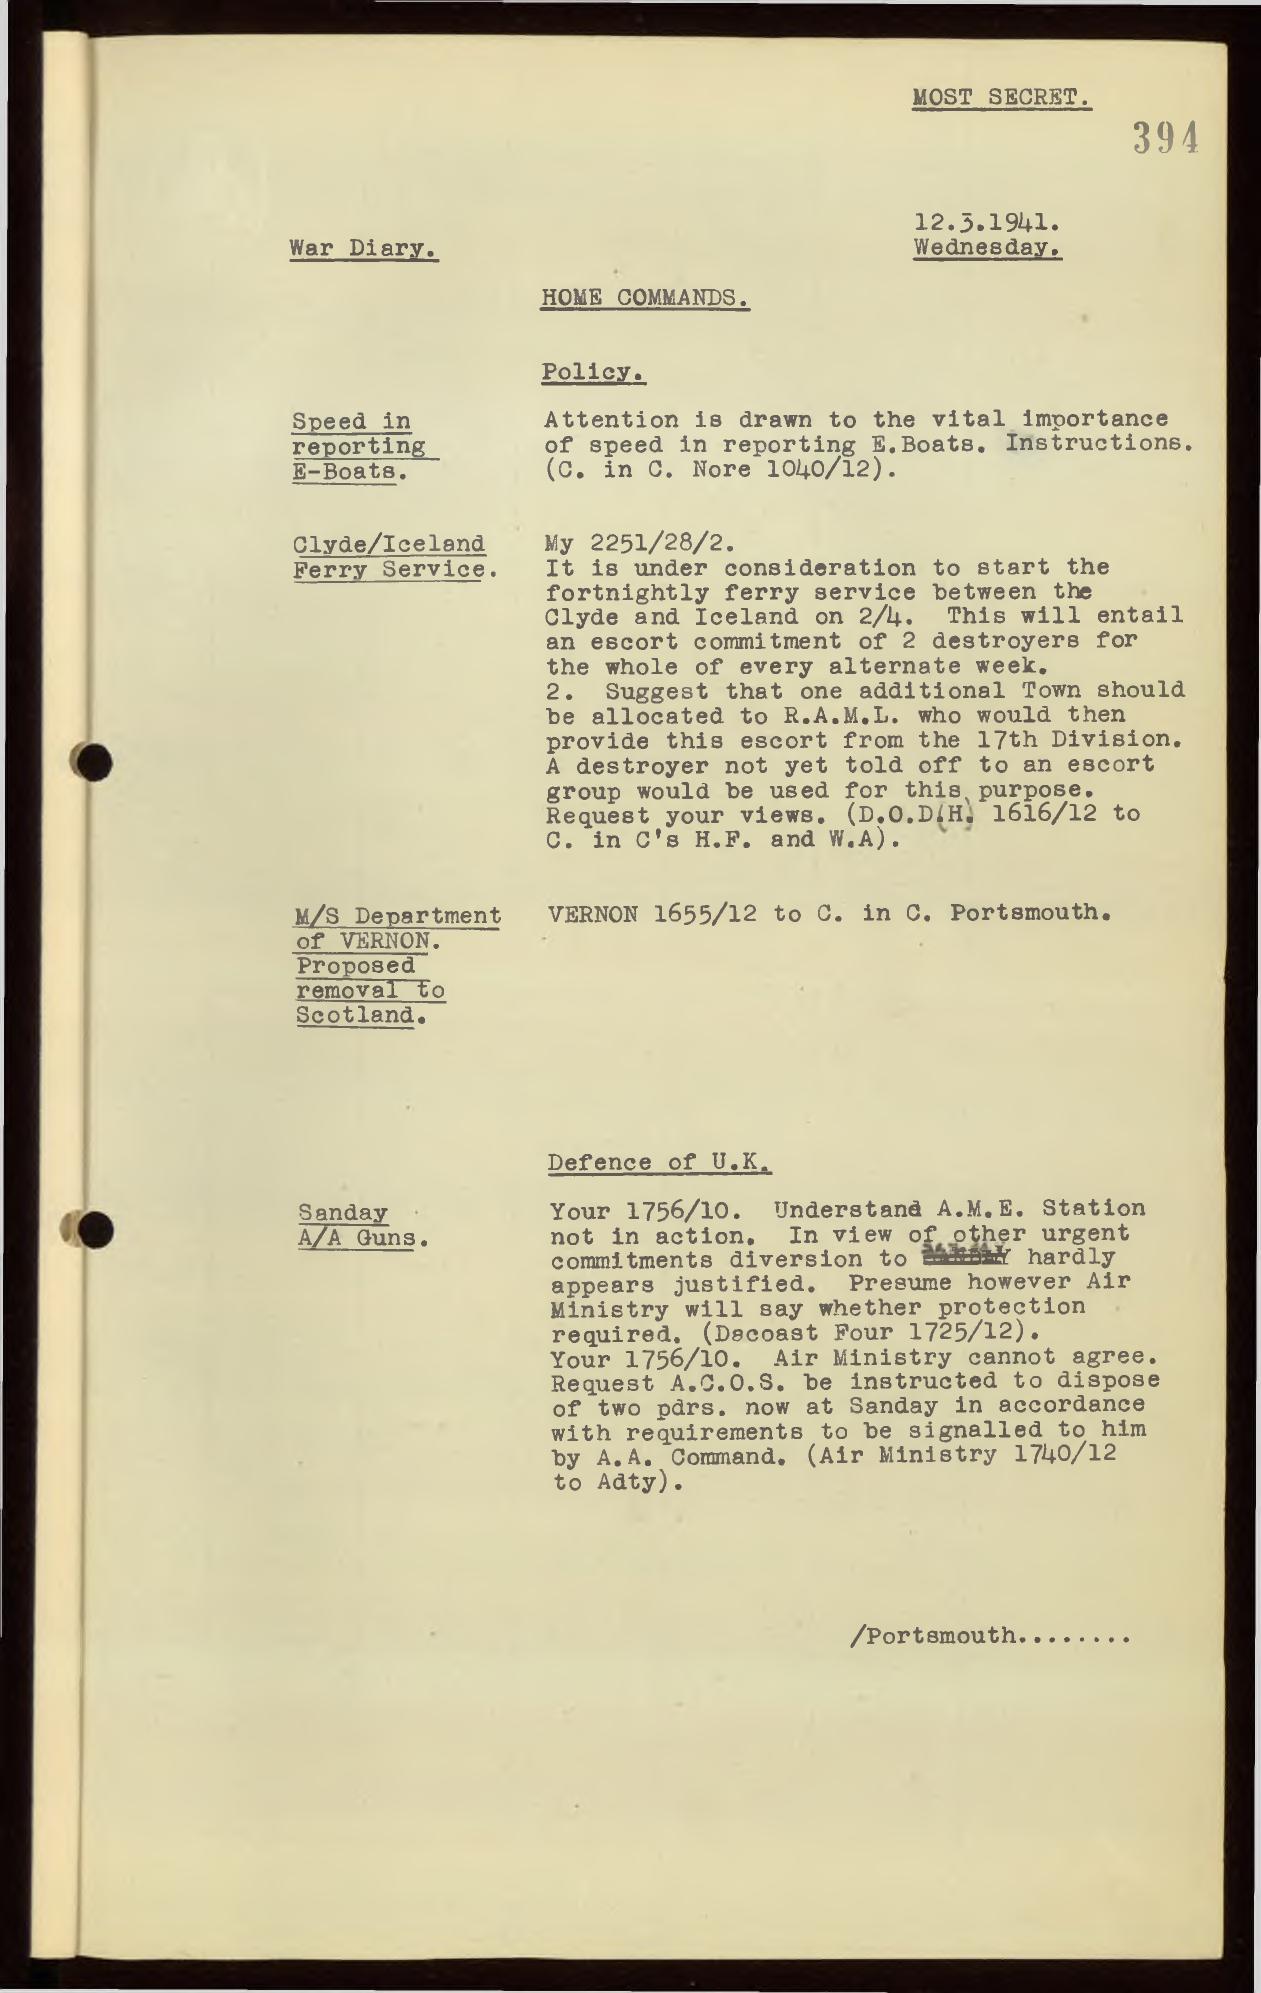 MOST SECRET.
394
12.3.1941.
War Diary.
Wednesday.
HOME COMMANDS.
Policy.
Speed in
reporting
E-Boats.
Attention is drawn to the vital importance
of speed in reporting E.Boats. Instructions.
(C. in C. Nore 1040/12).
Clyde/Iceland
Ferry Service.
My 2251/28/2.
It is under consideration to start the
fortnightly ferry service between the
Clyde and Iceland on 2/4. This will entail
an escort commitment of 2 destroyers for
the whole of every alternate week.
2. Suggest that one additional Town should
be allocated to R.A.M.L. who would then
provide this escort from the 17th Division.
A destroyer not yet told off to an escort
group would be used for this purpose.
Request your views. (D.O.D(H) 1616/12 to
C. in C's H.F. and W.A).
M/S Department
of VERNON.
Proposed
removal to
Scotland.
VERNON 1655/12 to C. in C. Portsmouth.
Defence of U.K.
Sanday
A/A Guns.
Your 1756/10. Understand A.M.E. Station
not in action. In view of other urgent
commitments diversion to hardly
appears justified. Presume however Air
Ministry will say whether protection
required. (Dscoast Four 1725/12).
Your 1756/10. Air Ministry cannot agree.
Request A.C.O.S. be instructed to dispose
of two pdrs. now at Sanday in accordance
with requirements to be signalled to him
by A.A. Command. (Air Ministry 1740/12
to Adty).
/Portsmouth........